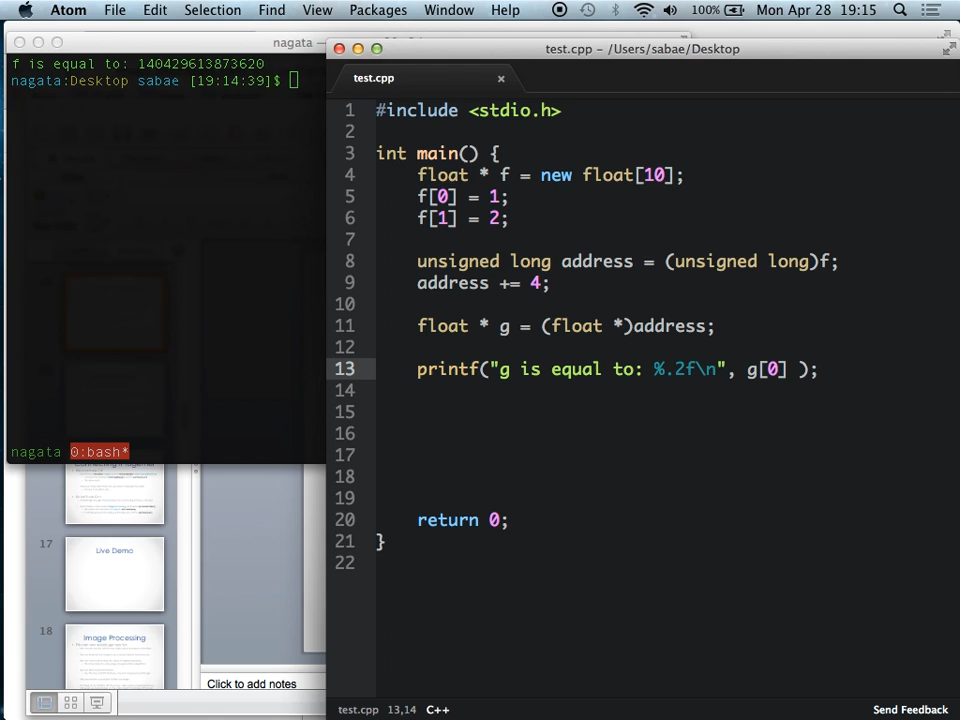 Atom File Edit Selection Find View Packages Window Help 100% Mon Apr 28 19:15
nagata —
f is equal to: 140429613873620
nagata:Desktop sabae [19:14:39]$
nagata 0:bash*
test.cpp - /Users/sabae/Desktop
test.cpp ×
1 #include <stdio.h>
2
3 int main() {
4 float * f = new float[10];
5 f[0] = 1;
6 f[1] = 2;
7
8 unsigned long address = (unsigned long)f;
9 address += 4;
10
11 float * g = (float *)address;
12
13 printf("g is equal to: %.2f\n", g[0] );
14
15
16
17
18
19
20 return 0;
21 }
22
17
Live Demo
18
Image Processing
Click to add notes
test.cpp 13,14 C++ Send Feedback